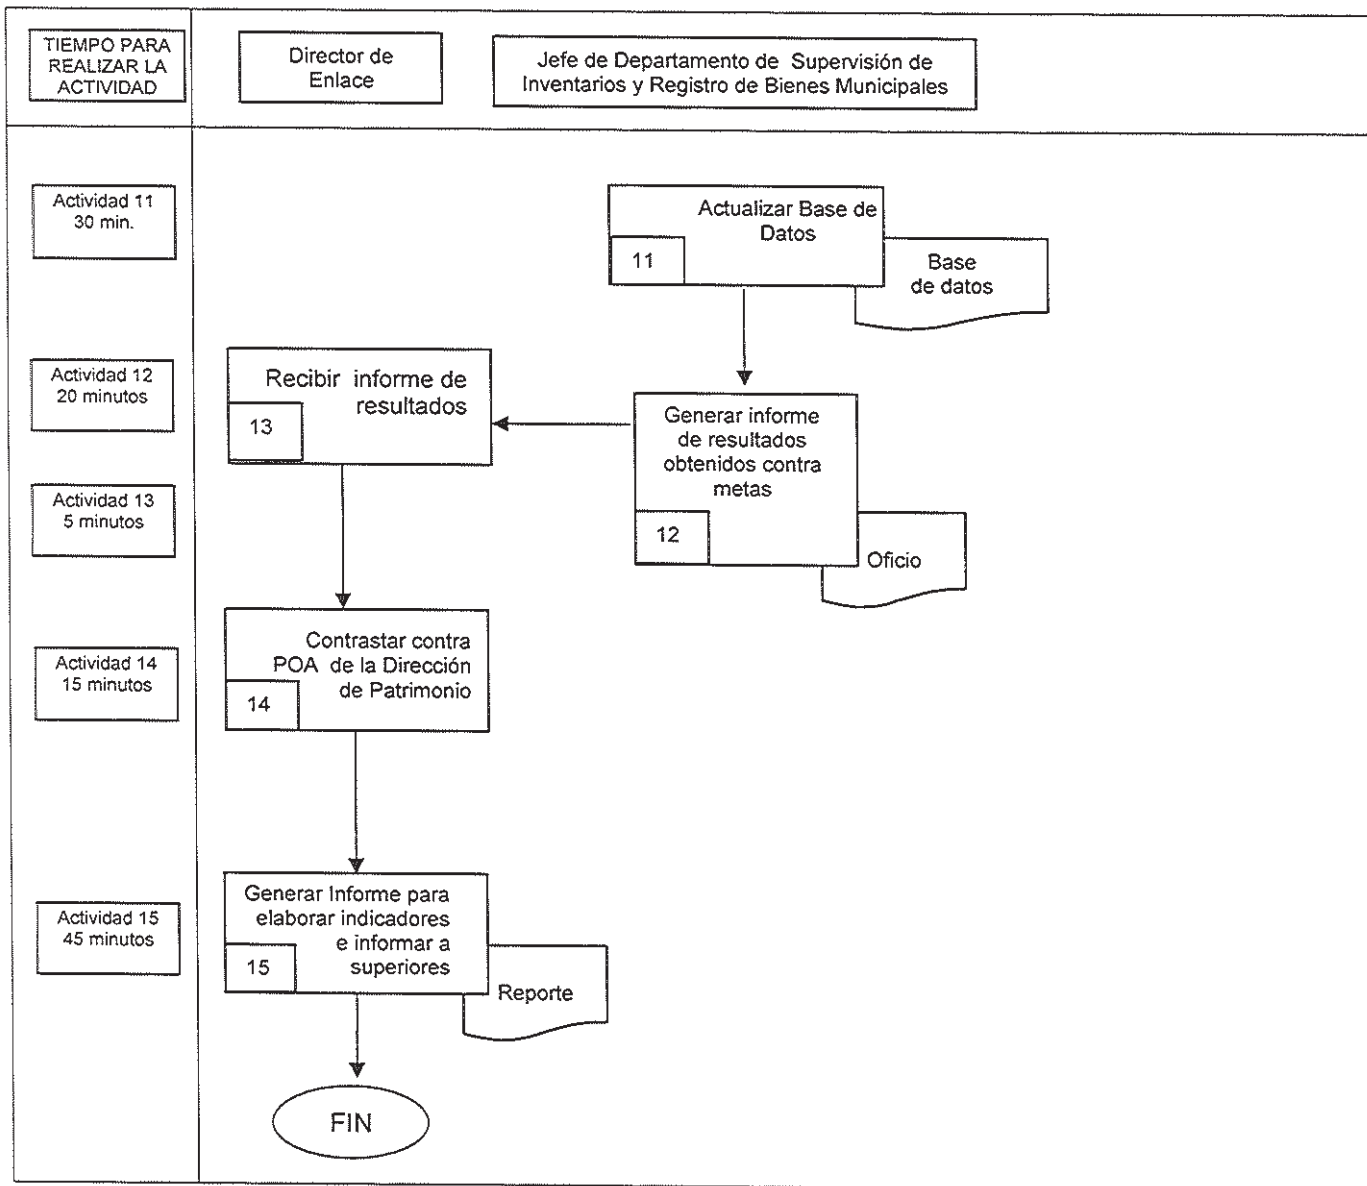 TIEMPO PARA
REALIZAR LA
ACTIVIDAD
Director de
Enlace
Jefe de Departamento de Supervisión de
Inventarios y Registro de Bienes Municipales
Actividad 11
30 min.
Actualizar Base de
Datos
11
Base
de datos
Actividad 12
20 minutos
Recibir informe de
resultados
13
Generar informe
de resultados
obtenidos contra
metas
12
Oficio
Actividad 13
5 minutos
Actividad 14
15 minutos
Contrastar contra
POA de la Dirección
de Patrimonio
14
Actividad 15
45 minutos
Generar Informe para
elaborar indicadores
e informar a
superiores
15
Reporte
FIN